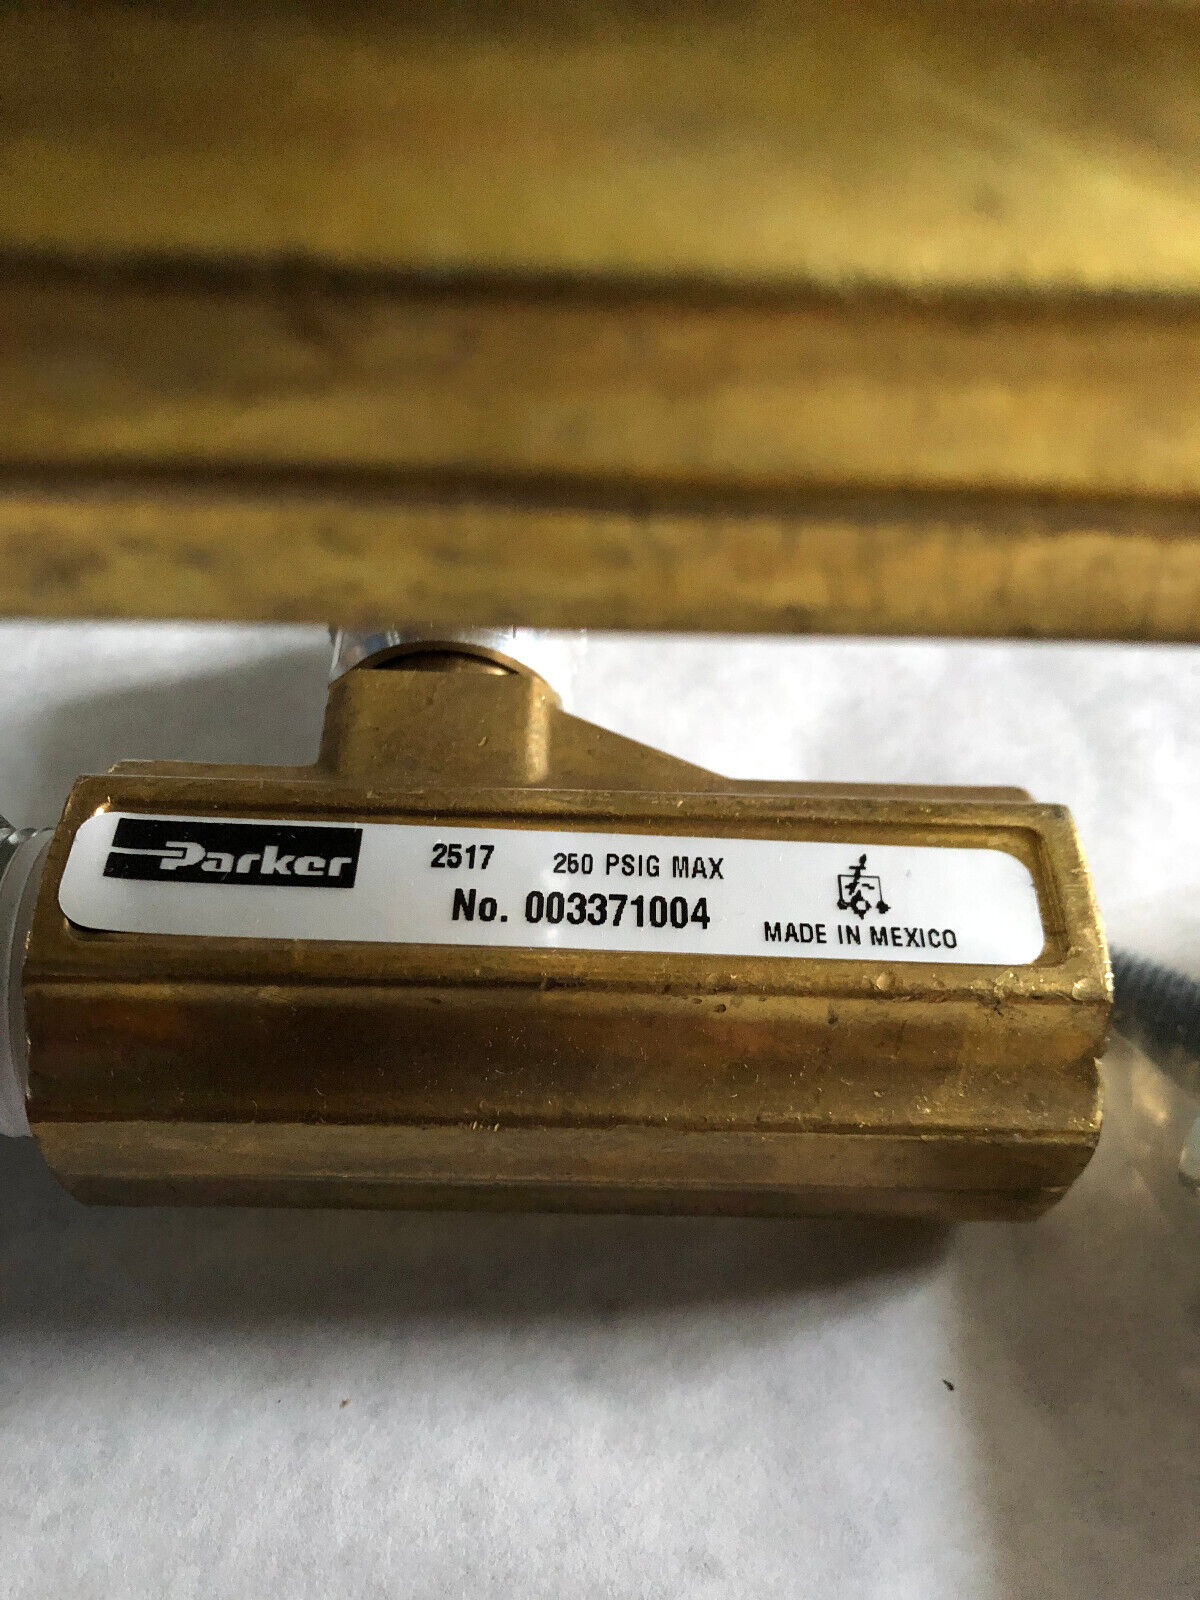 Parker
2517 250 PSIG MAX
No. 003371004
MADE IN MEXICO